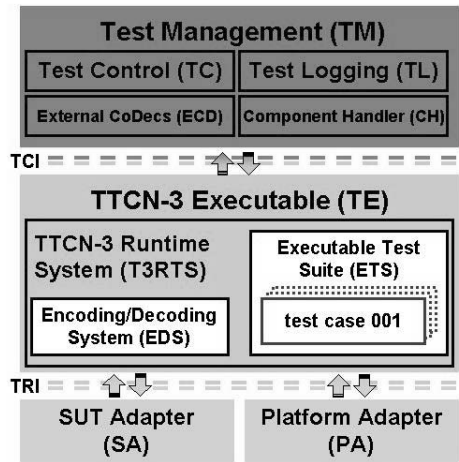 Test Management (TM)
Test Control (TC)
Test Logging (TL)
External CoDecs (ECD)
Component Handler (CH)
TCI
TTCN-3 Executable (TE)
TTCN-3 Runtime
System (T3RTS)
Executable Test
Suite (ETS)
Encoding/Decoding
System (EDS)
test case 001
TRI
SUT Adapter
(SA)
Platform Adapter
(PA)